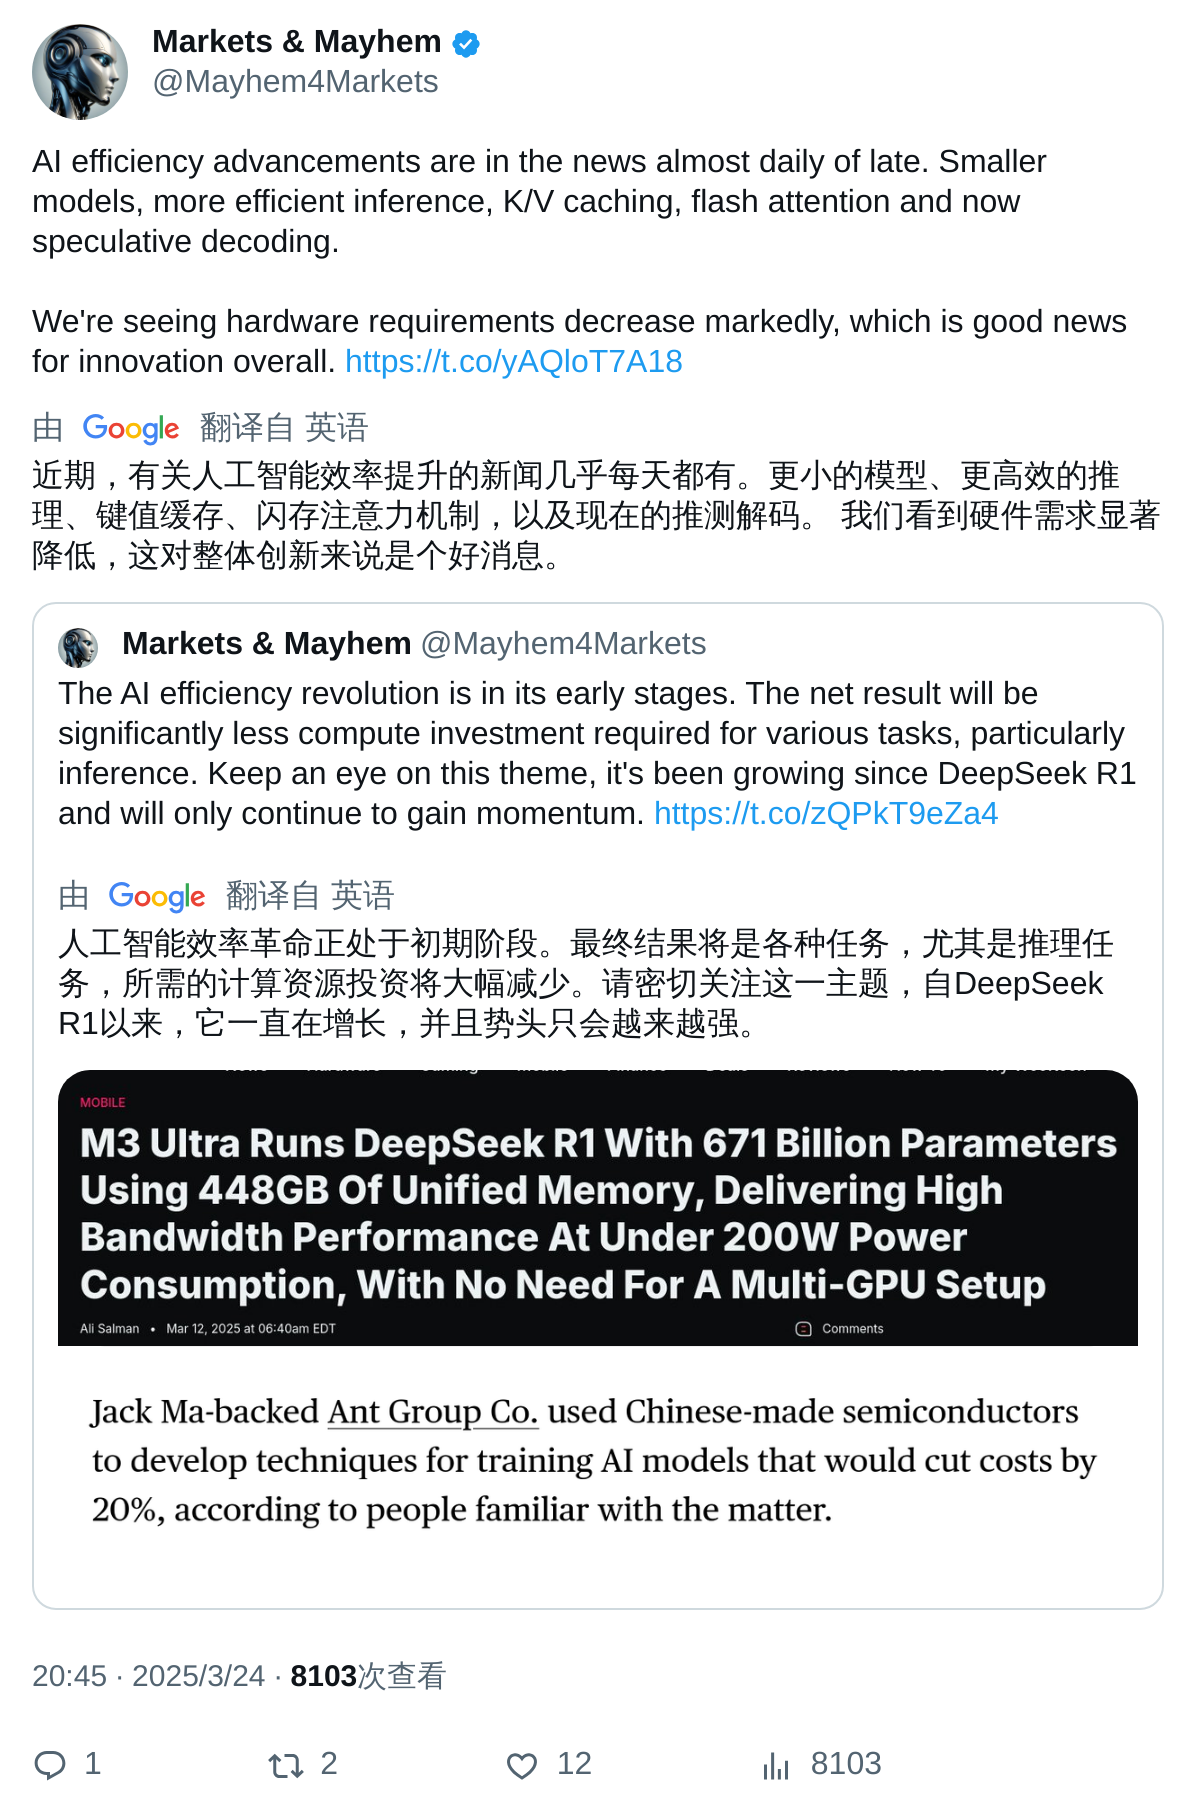 Markets & Mayhem
@Mayhem4Markets
AI efficiency advancements are in the news almost daily of late. Smaller
models, more efficient inference, K/V caching, flash attention and now
speculative decoding.
We're seeing hardware requirements decrease markedly, which is good news
for innovation overall. https://t.co/yAQloT7A18
由 Google 翻译自 英语
近期，有关人工智能效率提升的新闻几乎每天都有。更小的模型、更高效的推
理、键值缓存、闪存注意力机制，以及现在的推测解码。 我们看到硬件需求显著
降低，这对整体创新来说是个好消息。
Markets & Mayhem @Mayhem4Markets
The AI efficiency revolution is in its early stages. The net result will be
significantly less compute investment required for various tasks, particularly
inference. Keep an eye on this theme, it's been growing since DeepSeek R1
and will only continue to gain momentum. https://t.co/zQPkT9eZa4
由 Google 翻译自 英语
人工智能效率革命正处于初期阶段。最终结果将是各种任务，尤其是推理任
务，所需的计算资源投资将大幅减少。请密切关注这一主题，自DeepSeek
R1以来，它一直在增长，并且势头只会越来越强。
MOBILE
M3 Ultra Runs DeepSeek R1 With 671 Billion Parameters
Using 448GB Of Unified Memory, Delivering High
Bandwidth Performance At Under 200W Power
Consumption, With No Need For A Multi-GPU Setup
Ali Salman • Mar 12, 2025 at 06:40am EDT Comments
Jack Ma-backed Ant Group Co. used Chinese-made semiconductors
to develop techniques for training AI models that would cut costs by
20%, according to people familiar with the matter.
20:45 · 2025/3/24 · 8103次查看
1 2 12 8103